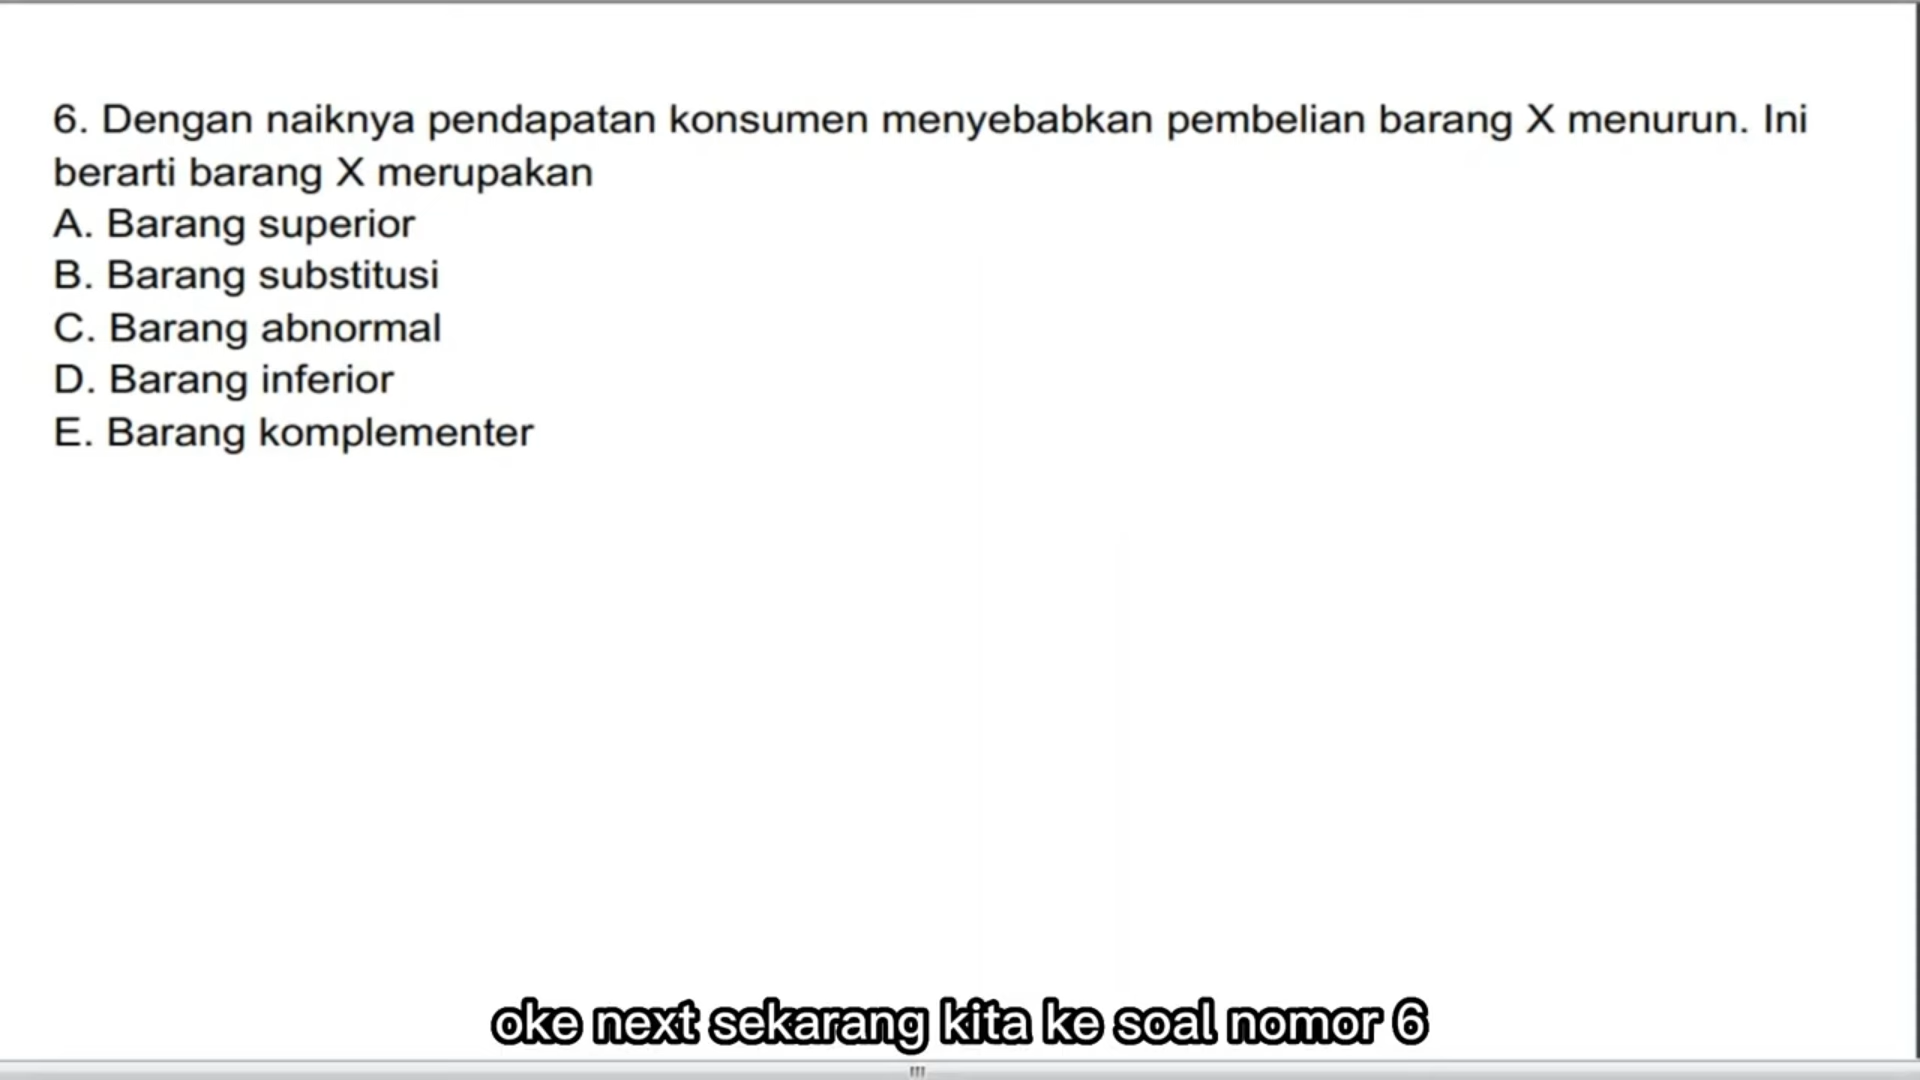 6. Dengan naiknya pendapatan konsumen menyebabkan pembelian barang X menurun. Ini
berarti barang X merupakan
A. Barang superior
B. Barang substitusi
C. Barang abnormal
D. Barang inferior
E. Barang komplementer
oke next sekarang kita ke soal nomor 6